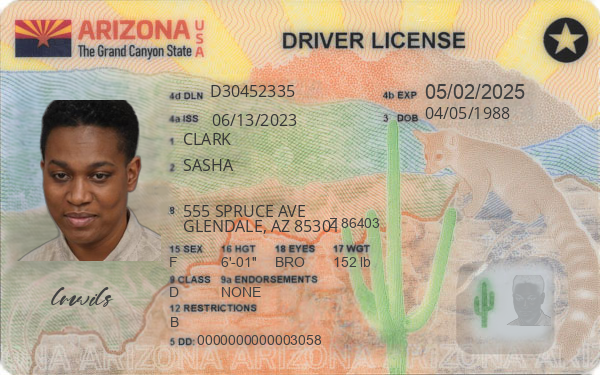 ARIZONA USA
The Grand Canyon State
DRIVER LICENSE
4d DLN D30452335
4b EXP 05/02/2025
4a ISS 06/13/2023
3 DOB 04/05/1988
1 CLARK
2 SASHA
8 555 SPRUCE AVE
GLENDALE, AZ 85301
Z 86403
15 SEX 16 HGT 18 EYES 17 WGT
F 6'-01" BRO 152 lb
9 CLASS 9a ENDORSEMENTS
D NONE
12 RESTRICTIONS
B
5 DD: 0000000000003058
ARIZONA ARIZONA ARIZONA ARIZONA